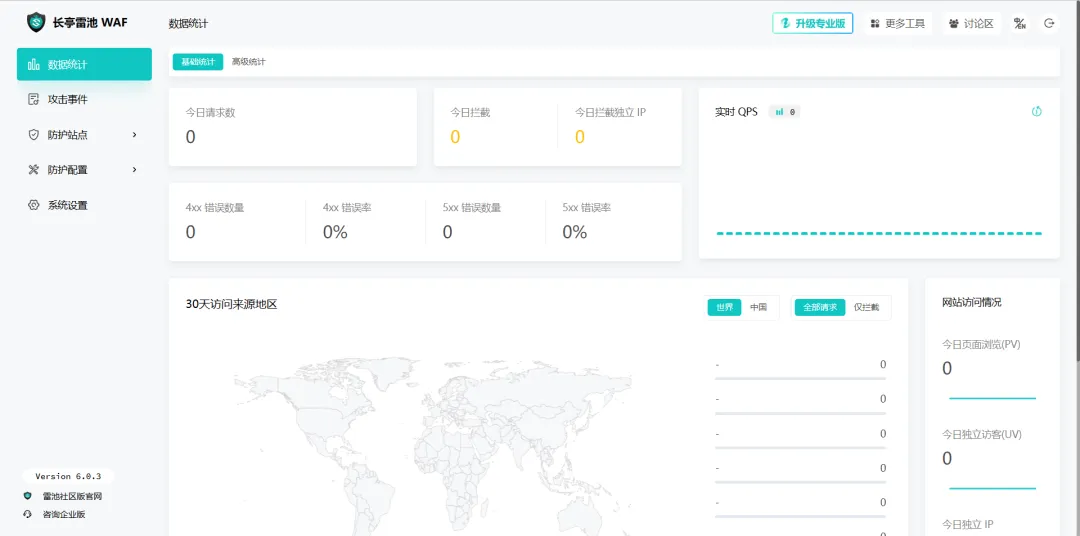 长亭雷池 WAF
数据统计
升级专业版
更多工具
讨论区
数据统计
攻击事件
防护站点
防护配置
系统设置
基础统计 高级统计
今日请求数
0
今日拦截
0
今日拦截独立 IP
0
实时 QPS 0
4xx 错误数量
0
4xx 错误率
0%
5xx 错误数量
0
5xx 错误率
0%
30天访问来源地区
世界 中国
全部请求 仅拦截
- 0
- 0
- 0
- 0
- 0
网站访问情况
今日页面浏览(PV)
0
今日独立访客(UV)
0
今日独立 IP
Version 6.0.3
雷池社区版官网
咨询企业版